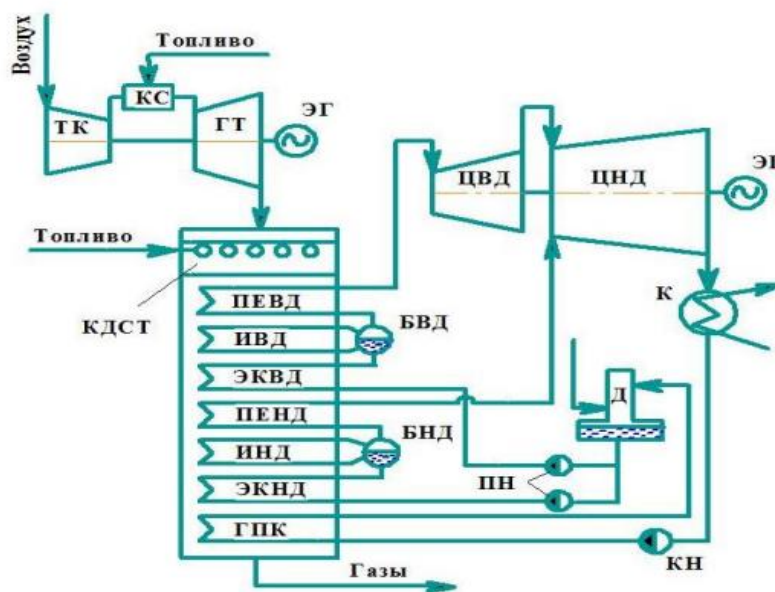 Воздух
Топливо
КС
ТК
ГТ
ЭГ
ЦВД
ЦНД
Топливо
КДСТ
ПЕВД
БВД
К
ИВД
ЭКВД
ПЕНД
Д
БНД
ИНД
ПН
ЭКНД
ГПК
КН
Газы